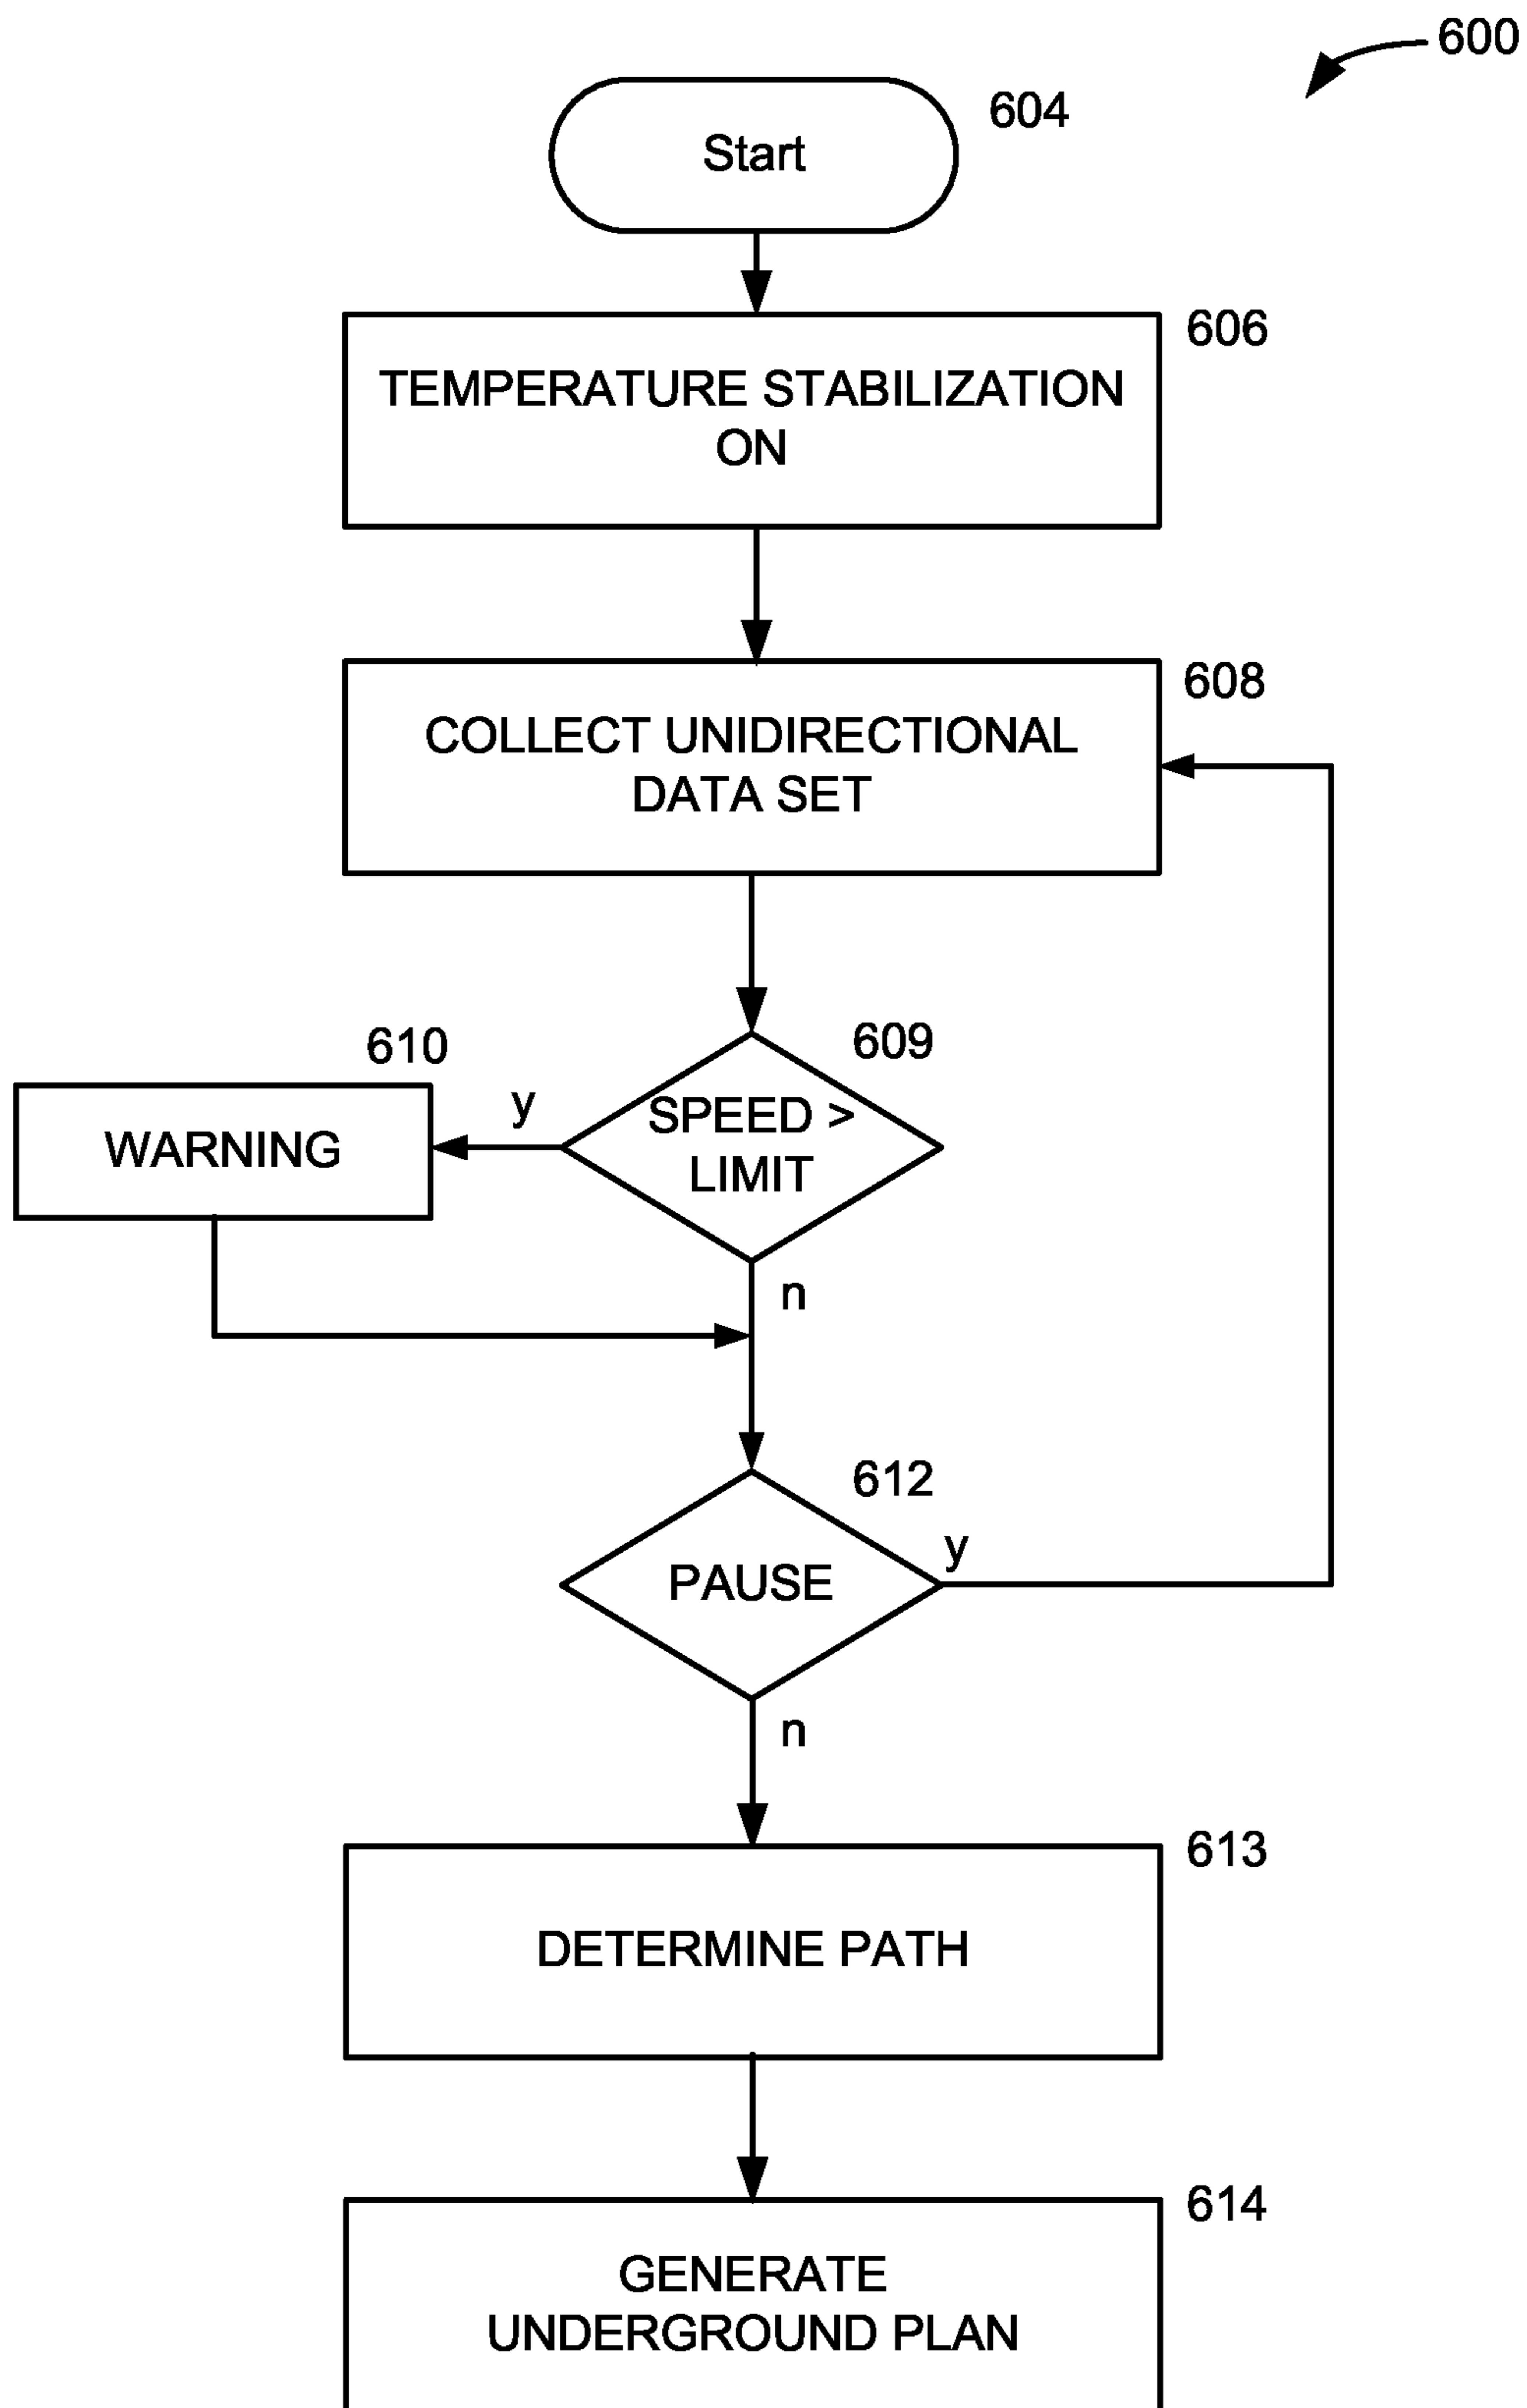 600
604
Start
606
TEMPERATURE STABILIZATION
ON
608
COLLECT UNIDIRECTIONAL
DATA SET
609
610
y
SPEED >
LIMIT
WARNING
n
612
y
PAUSE
n
613
DETERMINE PATH
614
GENERATE
UNDERGROUND PLAN